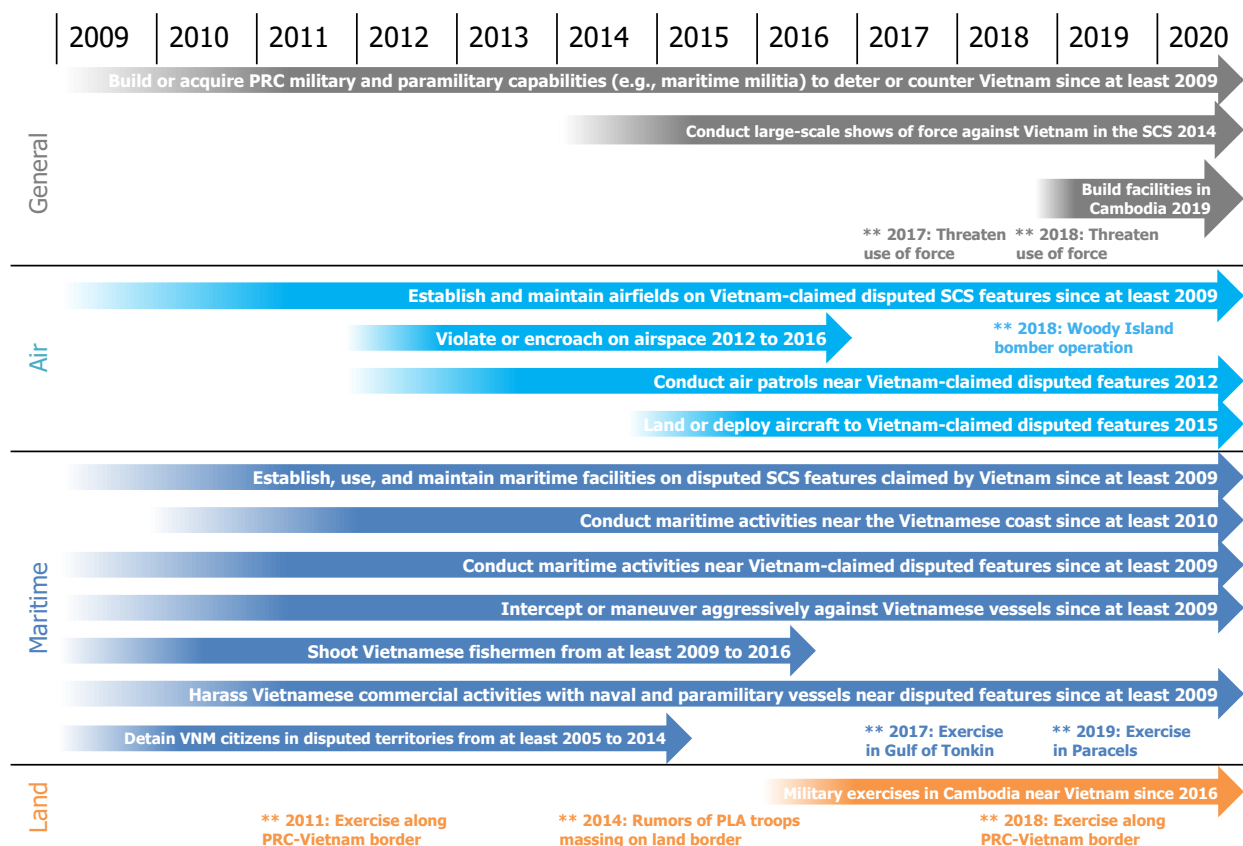 2009 2010 2011 2012 2013 2014 2015 2016 2017 2018 2019 2020
General
Build or acquire PRC military and paramilitary capabilities (e.g., maritime militia) to deter or counter Vietnam since at least 2009
Conduct large-scale shows of force against Vietnam in the SCS 2014
Build facilities in
Cambodia 2019
** 2017: Threaten
use of force
** 2018: Threaten
use of force
Air
Establish and maintain airfields on Vietnam-claimed disputed SCS features since at least 2009
Violate or encroach on airspace 2012 to 2016
** 2018: Woody Island
bomber operation
Conduct air patrols near Vietnam-claimed disputed features 2012
Land or deploy aircraft to Vietnam-claimed disputed features 2015
Maritime
Establish, use, and maintain maritime facilities on disputed SCS features claimed by Vietnam since at least 2009
Conduct maritime activities near the Vietnamese coast since at least 2010
Conduct maritime activities near Vietnam-claimed disputed features since at least 2009
Intercept or maneuver aggressively against Vietnamese vessels since at least 2009
Shoot Vietnamese fishermen from at least 2009 to 2016
Harass Vietnamese commercial activities with naval and paramilitary vessels near disputed features since at least 2009
Detain VNM citizens in disputed territories from at least 2005 to 2014
** 2017: Exercise
in Gulf of Tonkin
** 2019: Exercise
in Paracels
Land
Military exercises in Cambodia near Vietnam since 2016
** 2011: Exercise along
PRC-Vietnam border
** 2014: Rumors of PLA troops
massing on land border
** 2018: Exercise along
PRC-Vietnam border